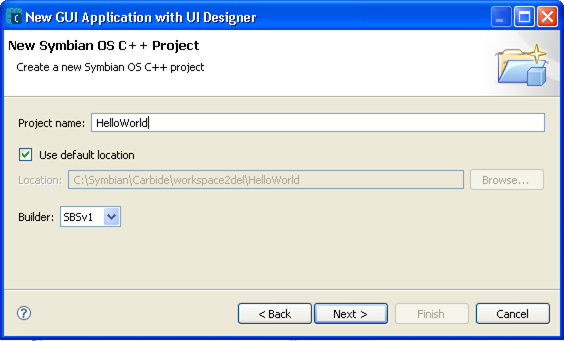 New GUI Application with UI Designer
New Symbian OS C++ Project
Create a new Symbian OS C++ project
Project name: HelloWorld
Use default location
Location: C:\Symbian\Carbide\workspace2del\HelloWorld Browse...
Builder: SBSv1
< Back Next > Finish Cancel